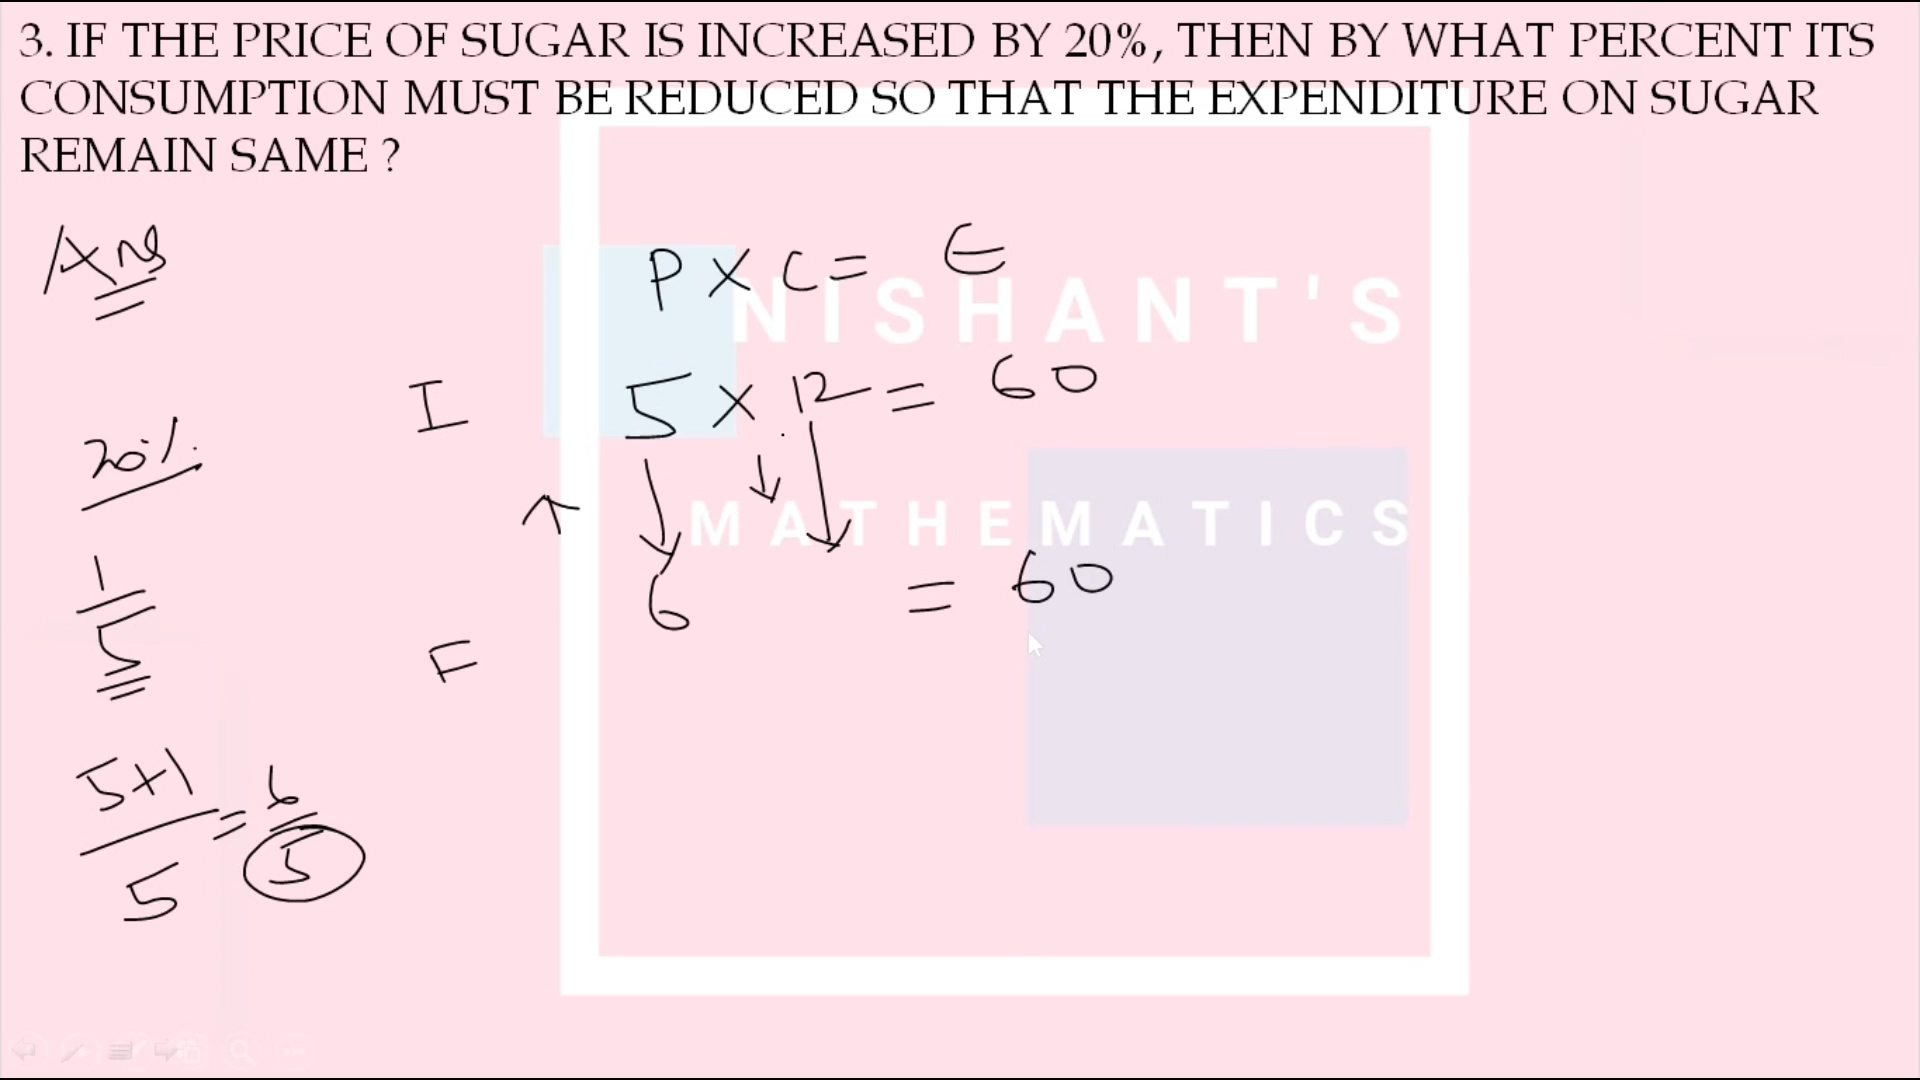 3. IF THE PRICE OF SUGAR IS INCREASED BY 20%, THEN BY WHAT PERCENT ITS
CONSUMPTION MUST BE REDUCED SO THAT THE EXPENDITURE ON SUGAR
REMAIN SAME ?
Ans
P X C = E
NISHANT'S
I 5 X 12 = 60
20%
MATHEMATICS
1
5
6 = 60
F
5+1
5
= 6
5